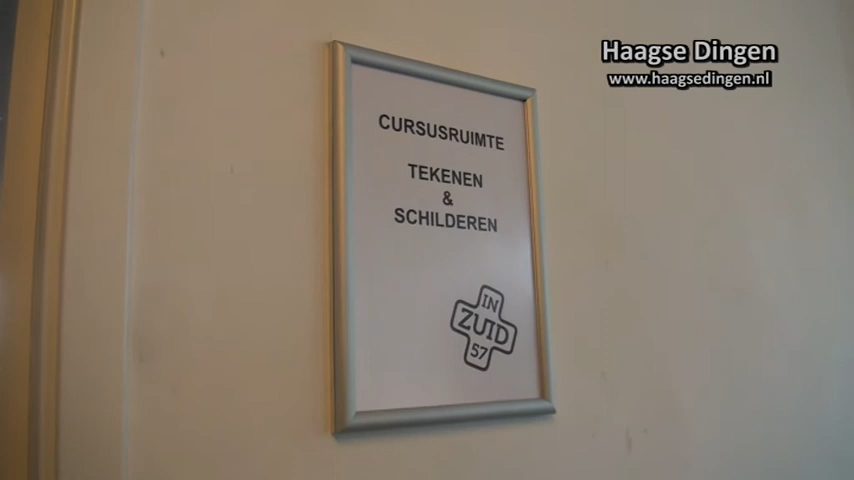 Haagse Dingen
www.haagsedingen.nl
CURSUSRUIMTE
TEKENEN
&
SCHILDEREN
IN
ZUID
57